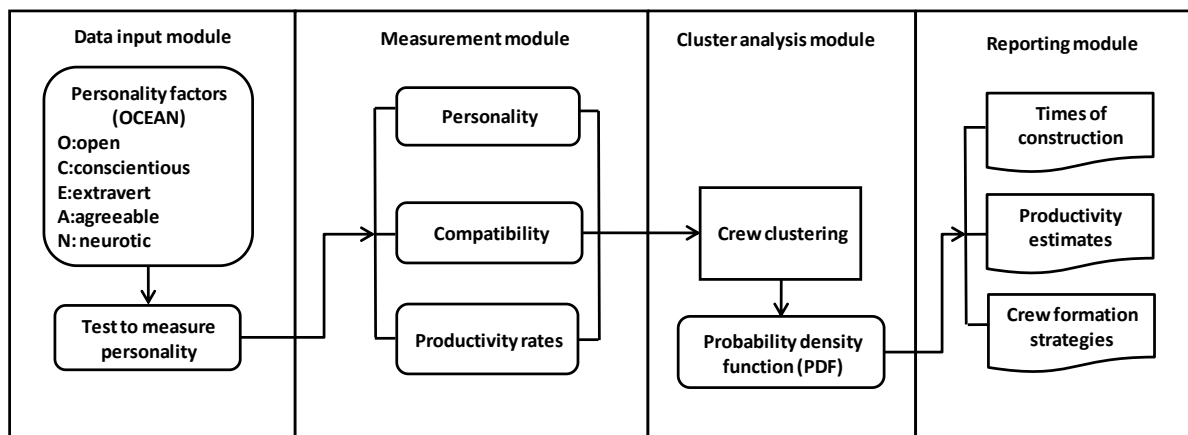 Data input module
Personality factors
(OCEAN)
O:open
C:conscientious
E:extravert
A:agreeable
N: neurotic
Test to measure
personality
Measurement module
Personality
Compatibility
Productivity rates
Cluster analysis module
Crew clustering
Probability density
function (PDF)
Reporting module
Times of
construction
Productivity
estimates
Crew formation
strategies